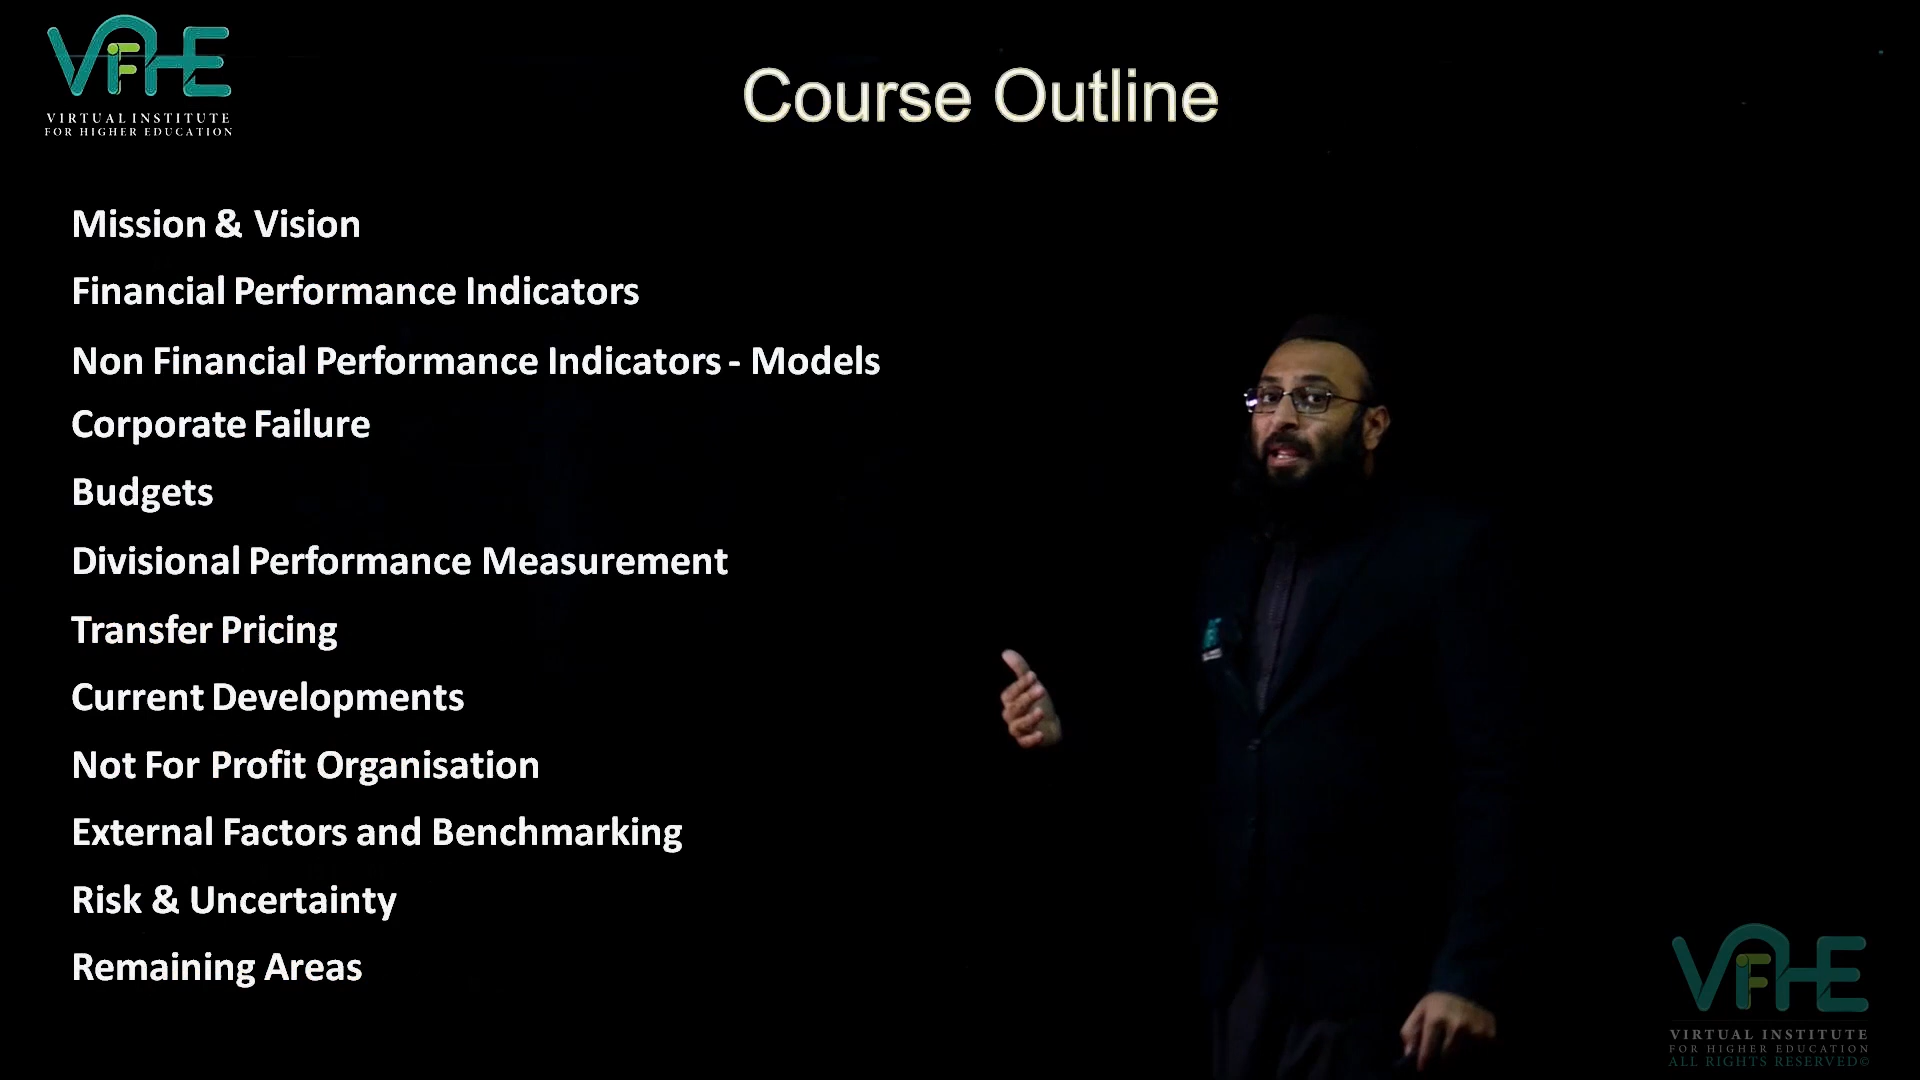 VIFHE
VIRTUAL INSTITUTE
FOR HIGHER EDUCATION
Course Outline
Mission & Vision
Financial Performance Indicators
Non Financial Performance Indicators - Models
Corporate Failure
Budgets
Divisional Performance Measurement
Transfer Pricing
Current Developments
Not For Profit Organisation
External Factors and Benchmarking
Risk & Uncertainty
Remaining Areas
VIFHE
VIRTUAL INSTITUTE
FOR HIGHER EDUCATION
ALL RIGHTS RESERVED©